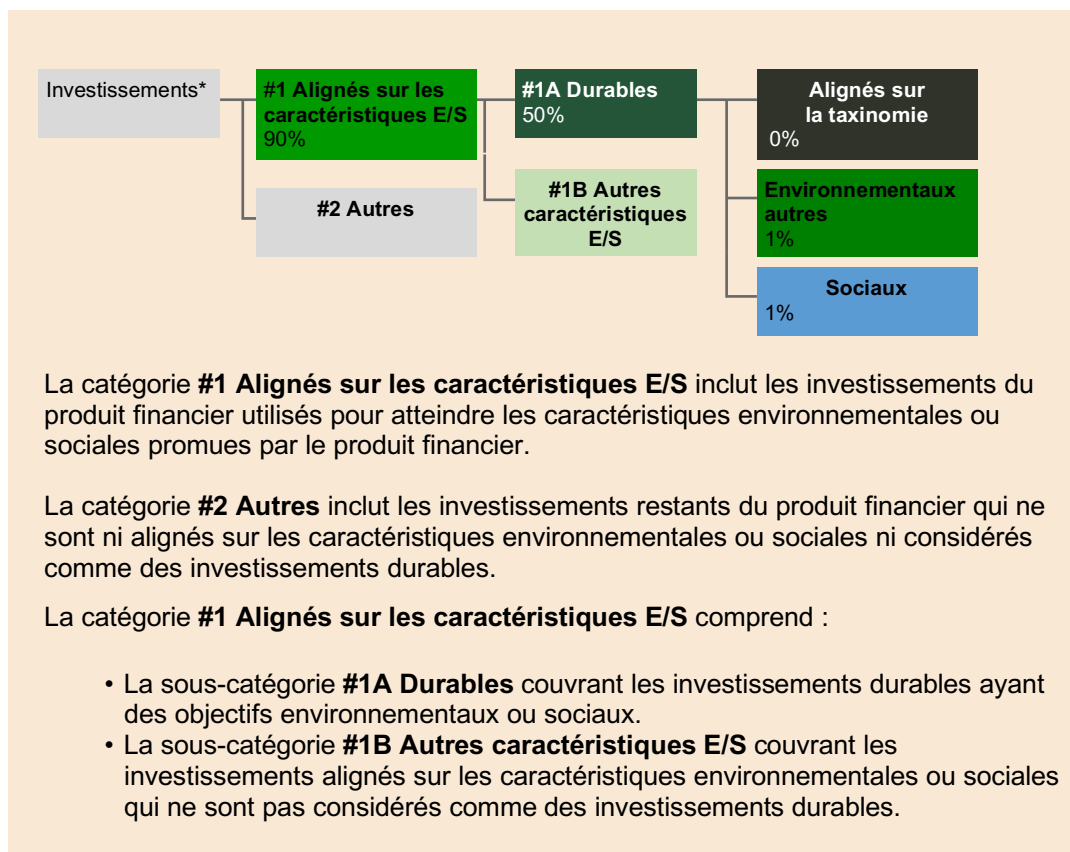 Investissements*
#1 Alignés sur les
caractéristiques E/S
90%
#2 Autres
#1A Durables
50%
#1B Autres
caractéristiques
E/S
Alignés sur
la taxinomie
0%
Environnementaux
autres
1%
Sociaux
1%
La catégorie #1 Alignés sur les caractéristiques E/S inclut les investissements du
produit financier utilisés pour atteindre les caractéristiques environnementales ou
sociales promues par le produit financier.
La catégorie #2 Autres inclut les investissements restants du produit financier qui ne
sont ni alignés sur les caractéristiques environnementales ou sociales ni considérés
comme des investissements durables.
La catégorie #1 Alignés sur les caractéristiques E/S comprend :
• La sous-catégorie #1A Durables couvrant les investissements durables ayant
des objectifs environnementaux ou sociaux.
• La sous-catégorie #1B Autres caractéristiques E/S couvrant les
investissements alignés sur les caractéristiques environnementales ou sociales
qui ne sont pas considérés comme des investissements durables.